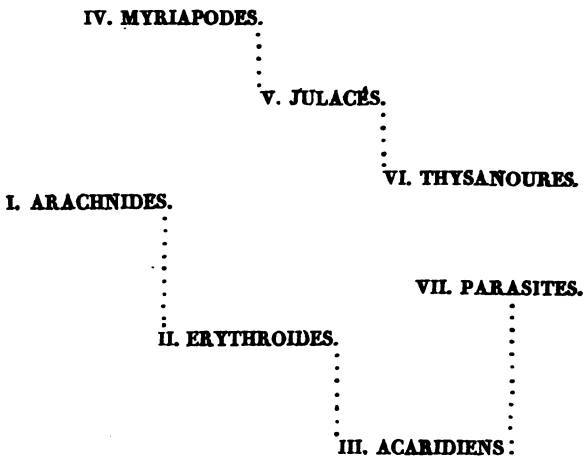 IV. MYRIAPODES.
V. JULACÉS.
VI. THYSANOURES.
I. ARACHNIDES.
VII. PARASITES.
II. ERYTHROIDES.
III. ACARIDIENS